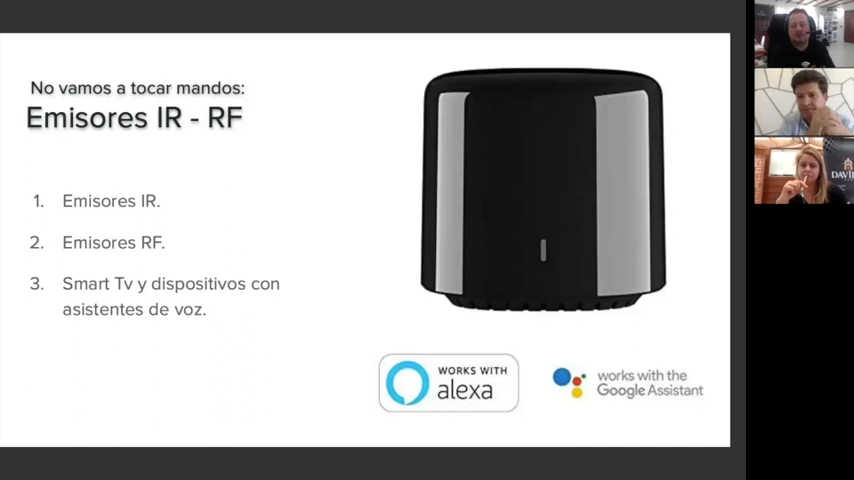 No vamos a tocar mandos:
Emisores IR - RF
1. Emisores IR.
2. Emisores RF.
3. Smart Tv y dispositivos con
asistentes de voz.
WORKS WITH
alexa
works with the
Google Assistant